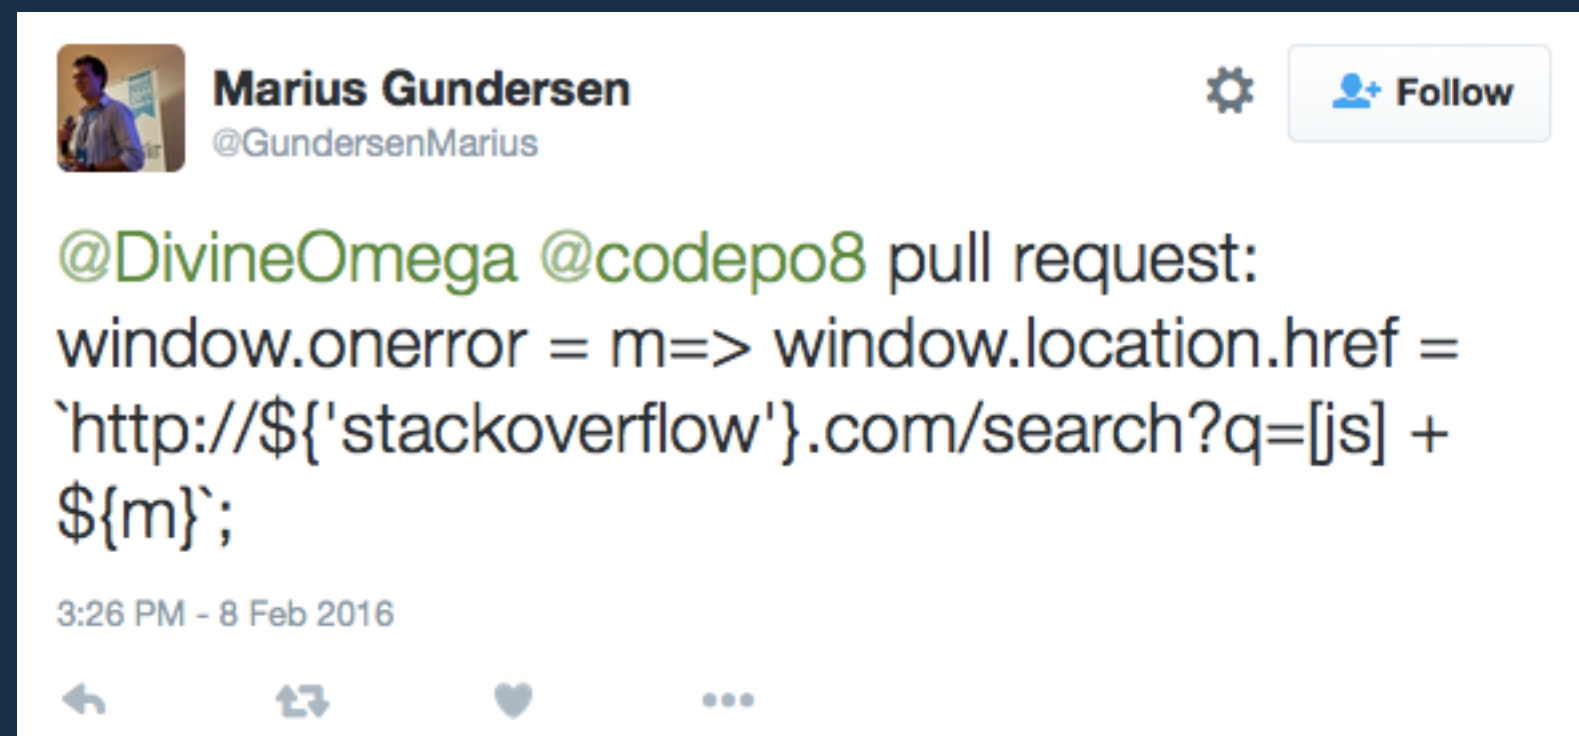 Marius Gundersen
@GundersenMarius
Follow
@DivineOmega @codepo8 pull request:
window.onerror = m=> window.location.href =
`http://${'stackoverflow'}.com/search?q=[js] +
${m}`;
3:26 PM - 8 Feb 2016